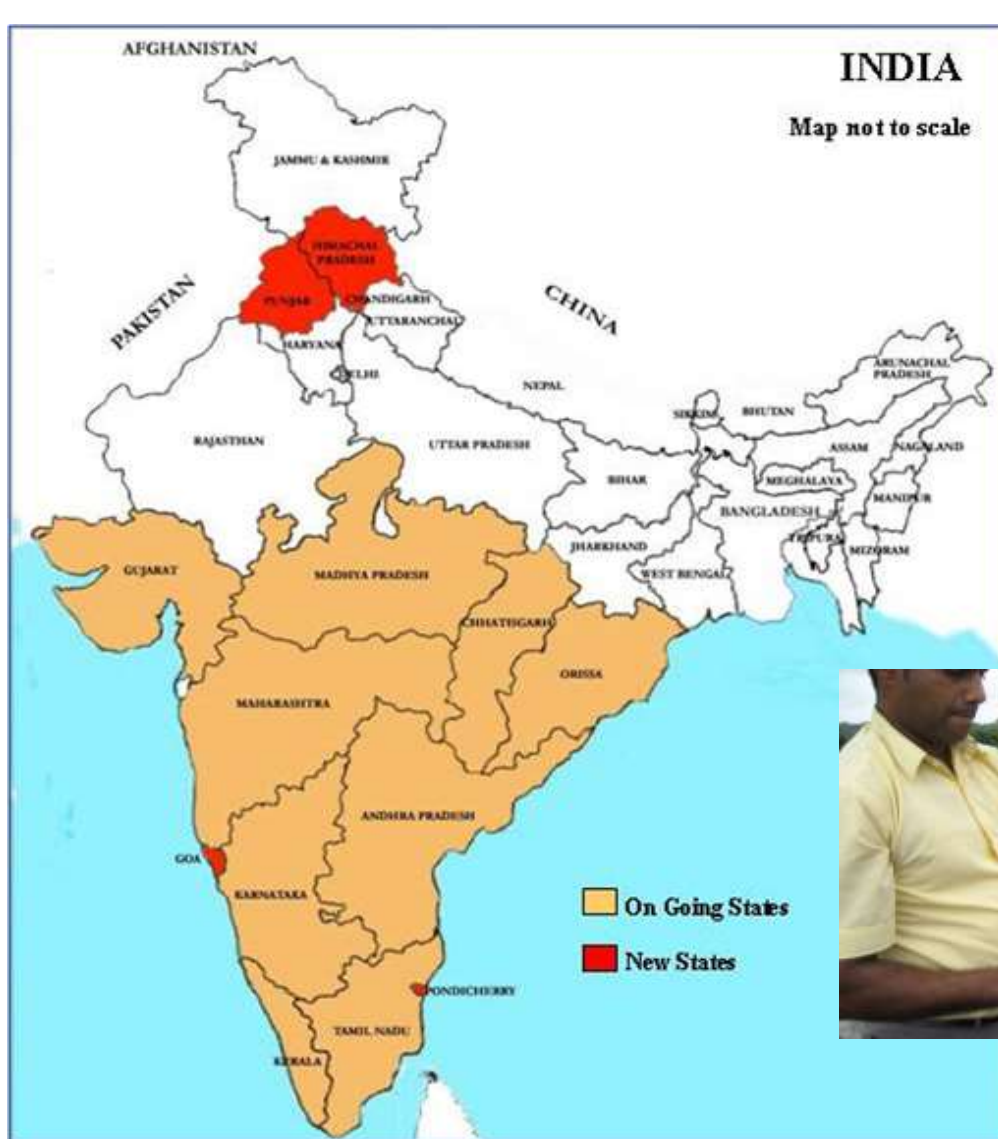 AFGHANISTAN
INDIA
Map not to scale
JAMMU & KASHMIR
HIMACHAL
PRADESH
PAKISTAN
PUNJAB
CHANDIGARH
CHINA
UTTARANCHAL
HARYANA
DELHI
ARUNACHAL
PRADESH
NEPAL
SIKKIM
BHUTAN
RAJASTHAN
UTTAR PRADESH
ASSAM
NAGALAND
BIHAR
MEGHALAYA
MANIPUR
BANGLADESH
TRIPURA
JHARKHAND
MIZORAM
GUJARAT
MADHYA PRADESH
WEST BENGAL
CHHATISGARH
ORISSA
MAHARASHTRA
ANDHRA PRADESH
GOA
KARNATAKA
On Going States
New States
PONDICHERRY
TAMIL NADU
KERALA